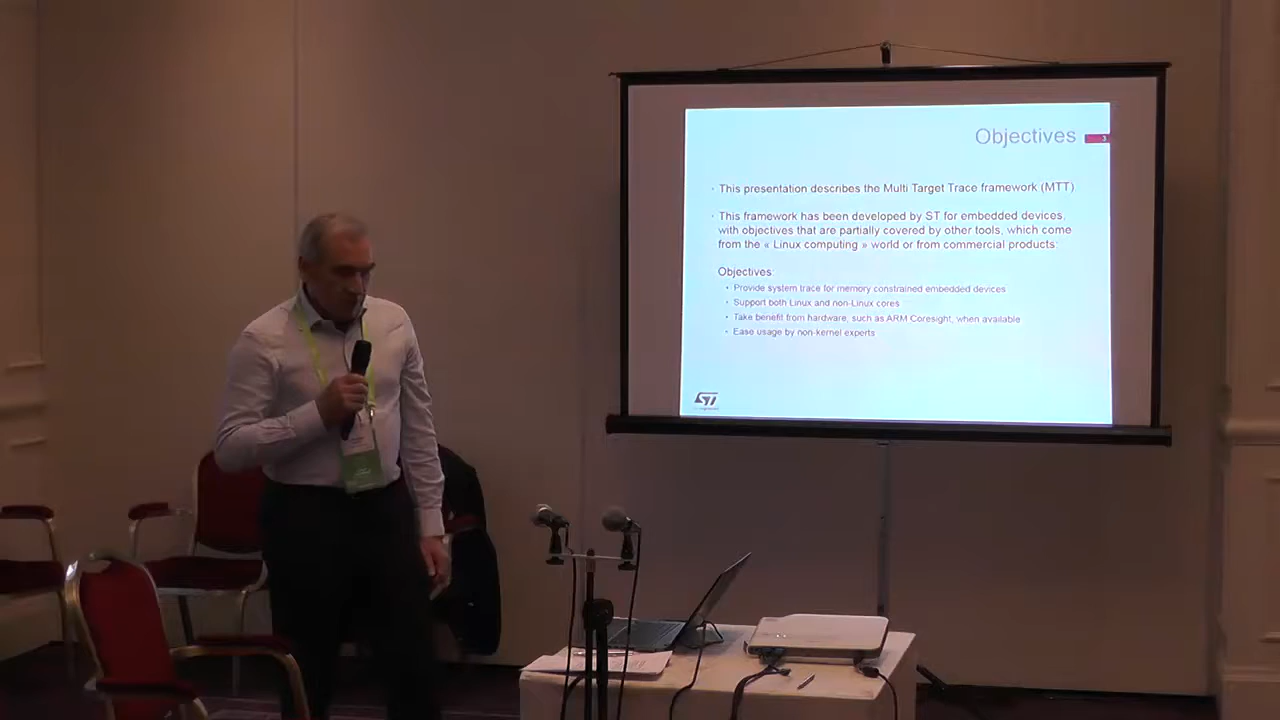 Objectives
3
· This presentation describes the Multi Target Trace framework (MTT).
· This framework has been developed by ST for embedded devices,
with objectives that are partially covered by other tools, which come
from the « Linux computing » world or from commercial products:
Objectives:
• Provide system trace for memory constrained embedded devices
• Support both Linux and non-Linux cores
• Take benefit from hardware, such as ARM Coresight, when available
• Ease usage by non-kernel experts
ST